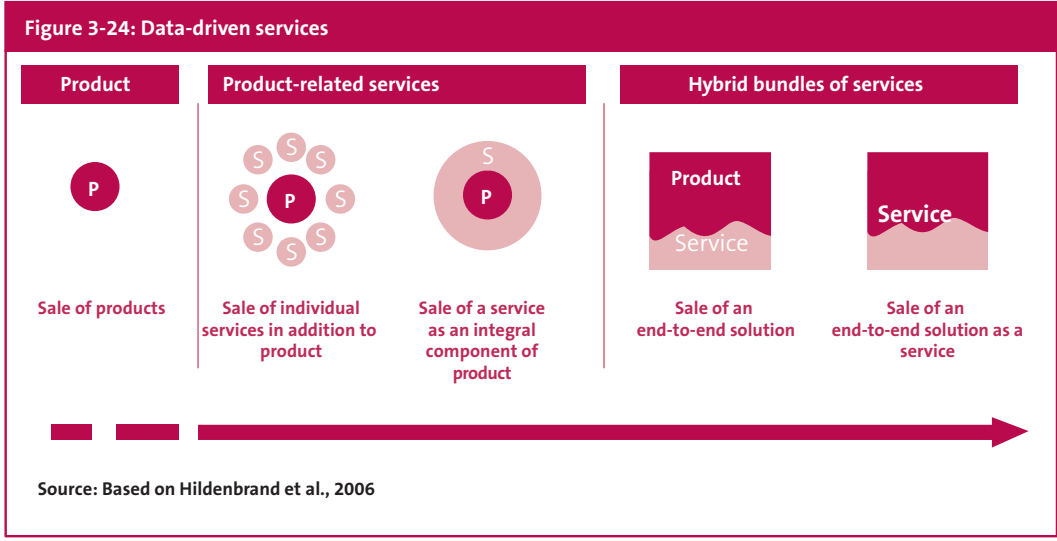 Figure 3-24: Data-driven services
Product
Product-related services
Hybrid bundles of services
P
S
S
S
S
S
S
S
S
P
S
P
Product
Service
Service
Sale of products
Sale of individual
services in addition to
product
Sale of a service
as an integral
component of
product
Sale of an
end-to-end solution
Sale of an
end-to-end solution as a
service
Source: Based on Hildenbrand et al., 2006